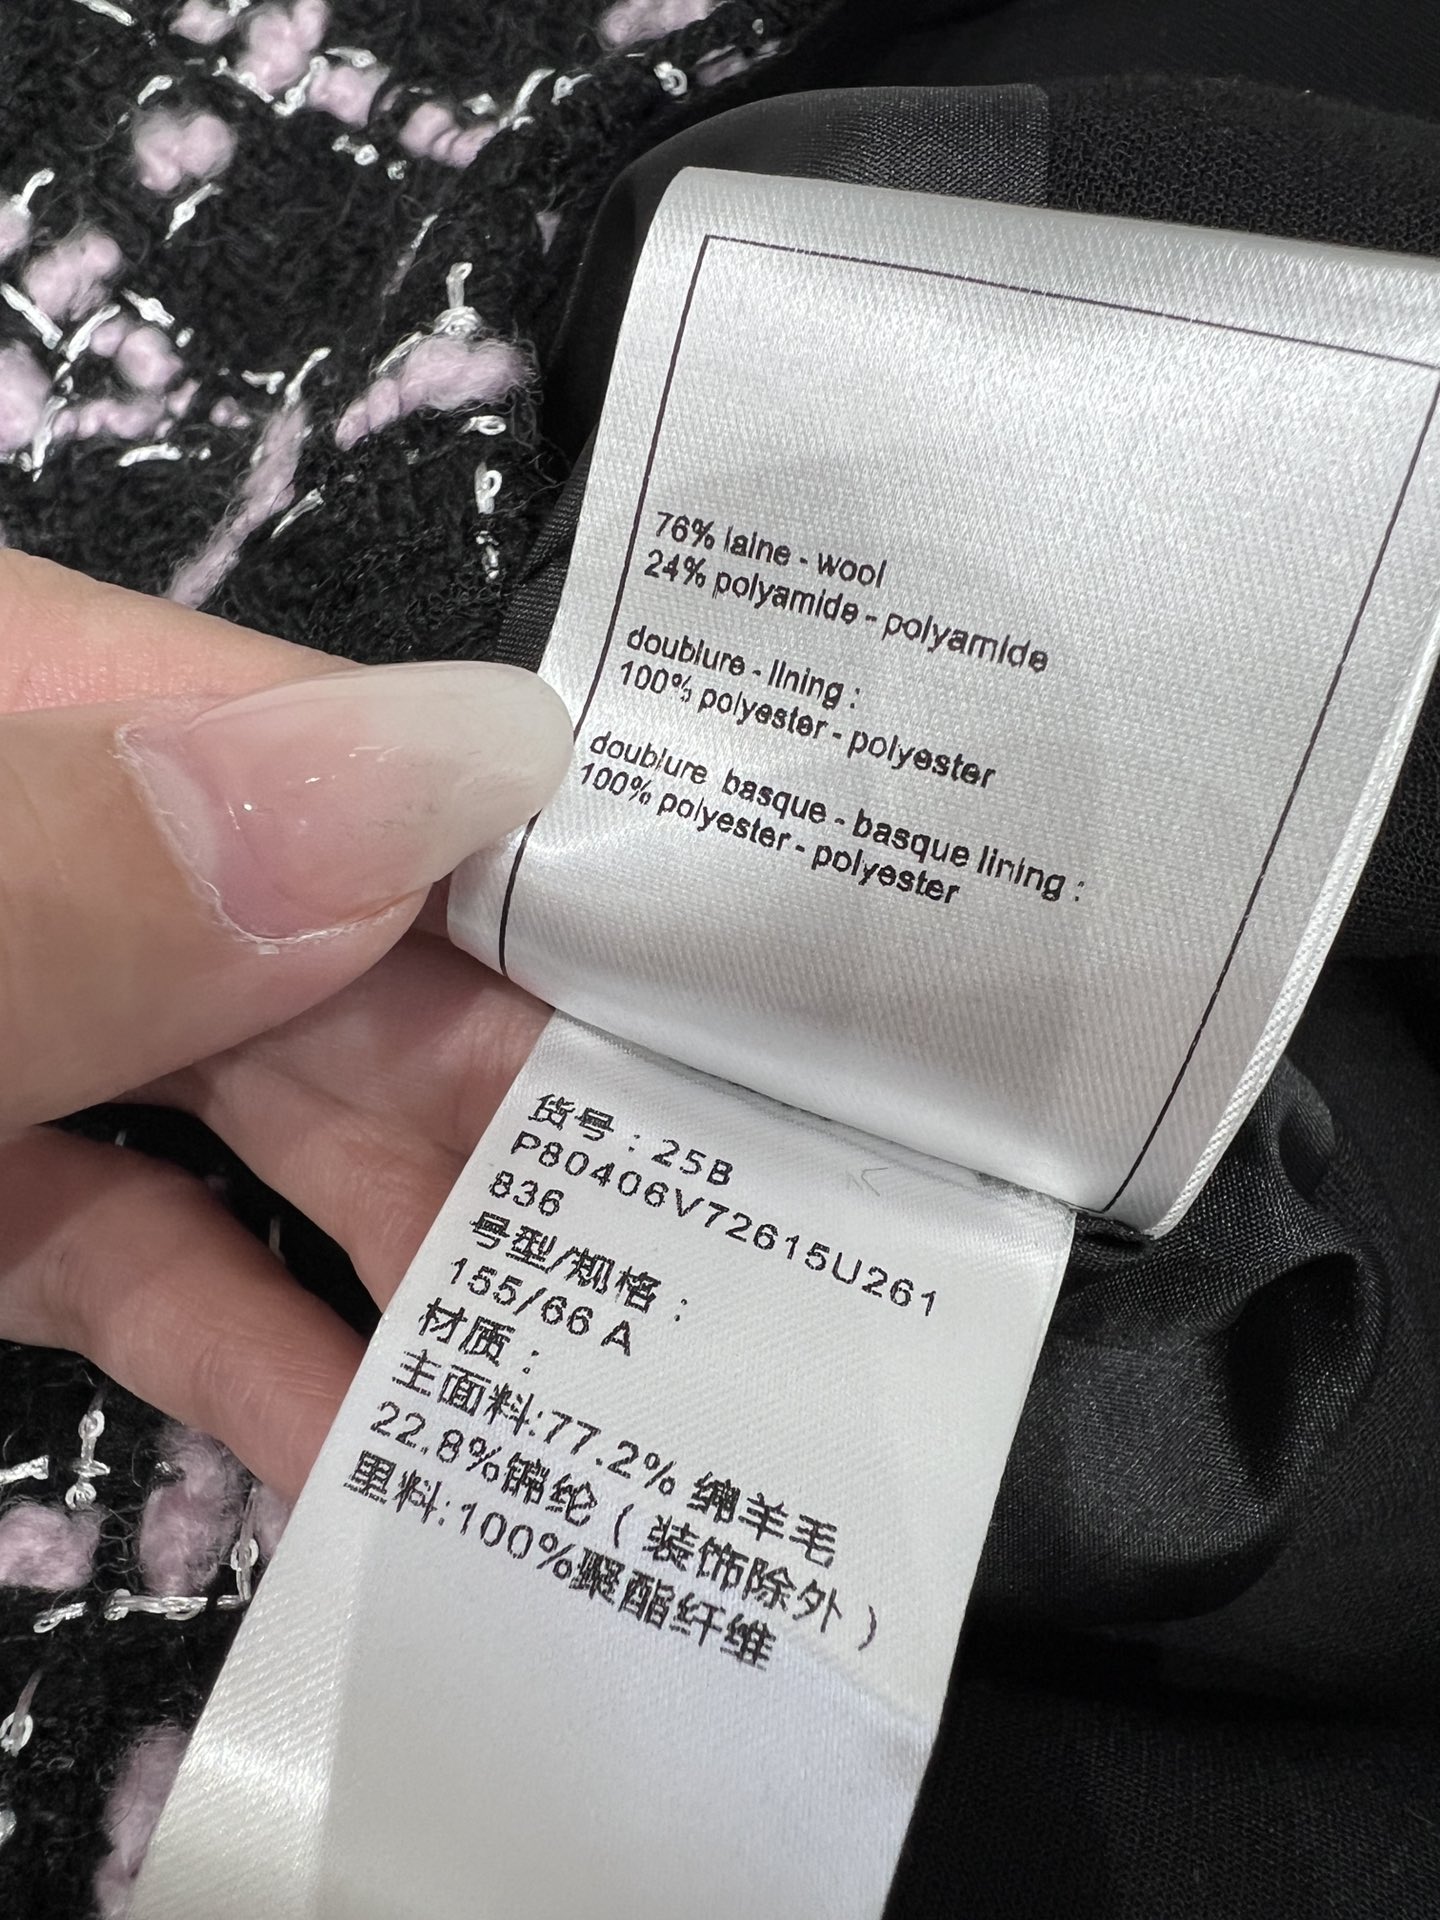 76% laine - wool
24% polyamide - polyamide
doublure - lining :
100% polyester - polyester
doublure basque - basque lining :
100% polyester - polyester
货号：25B
P80406V72615U261
836
号型/规格：
155/66 A
材质：
主面料:77.2% 绵羊毛
22.8%锦纶（装饰除外）
里料:100%聚酯纤维